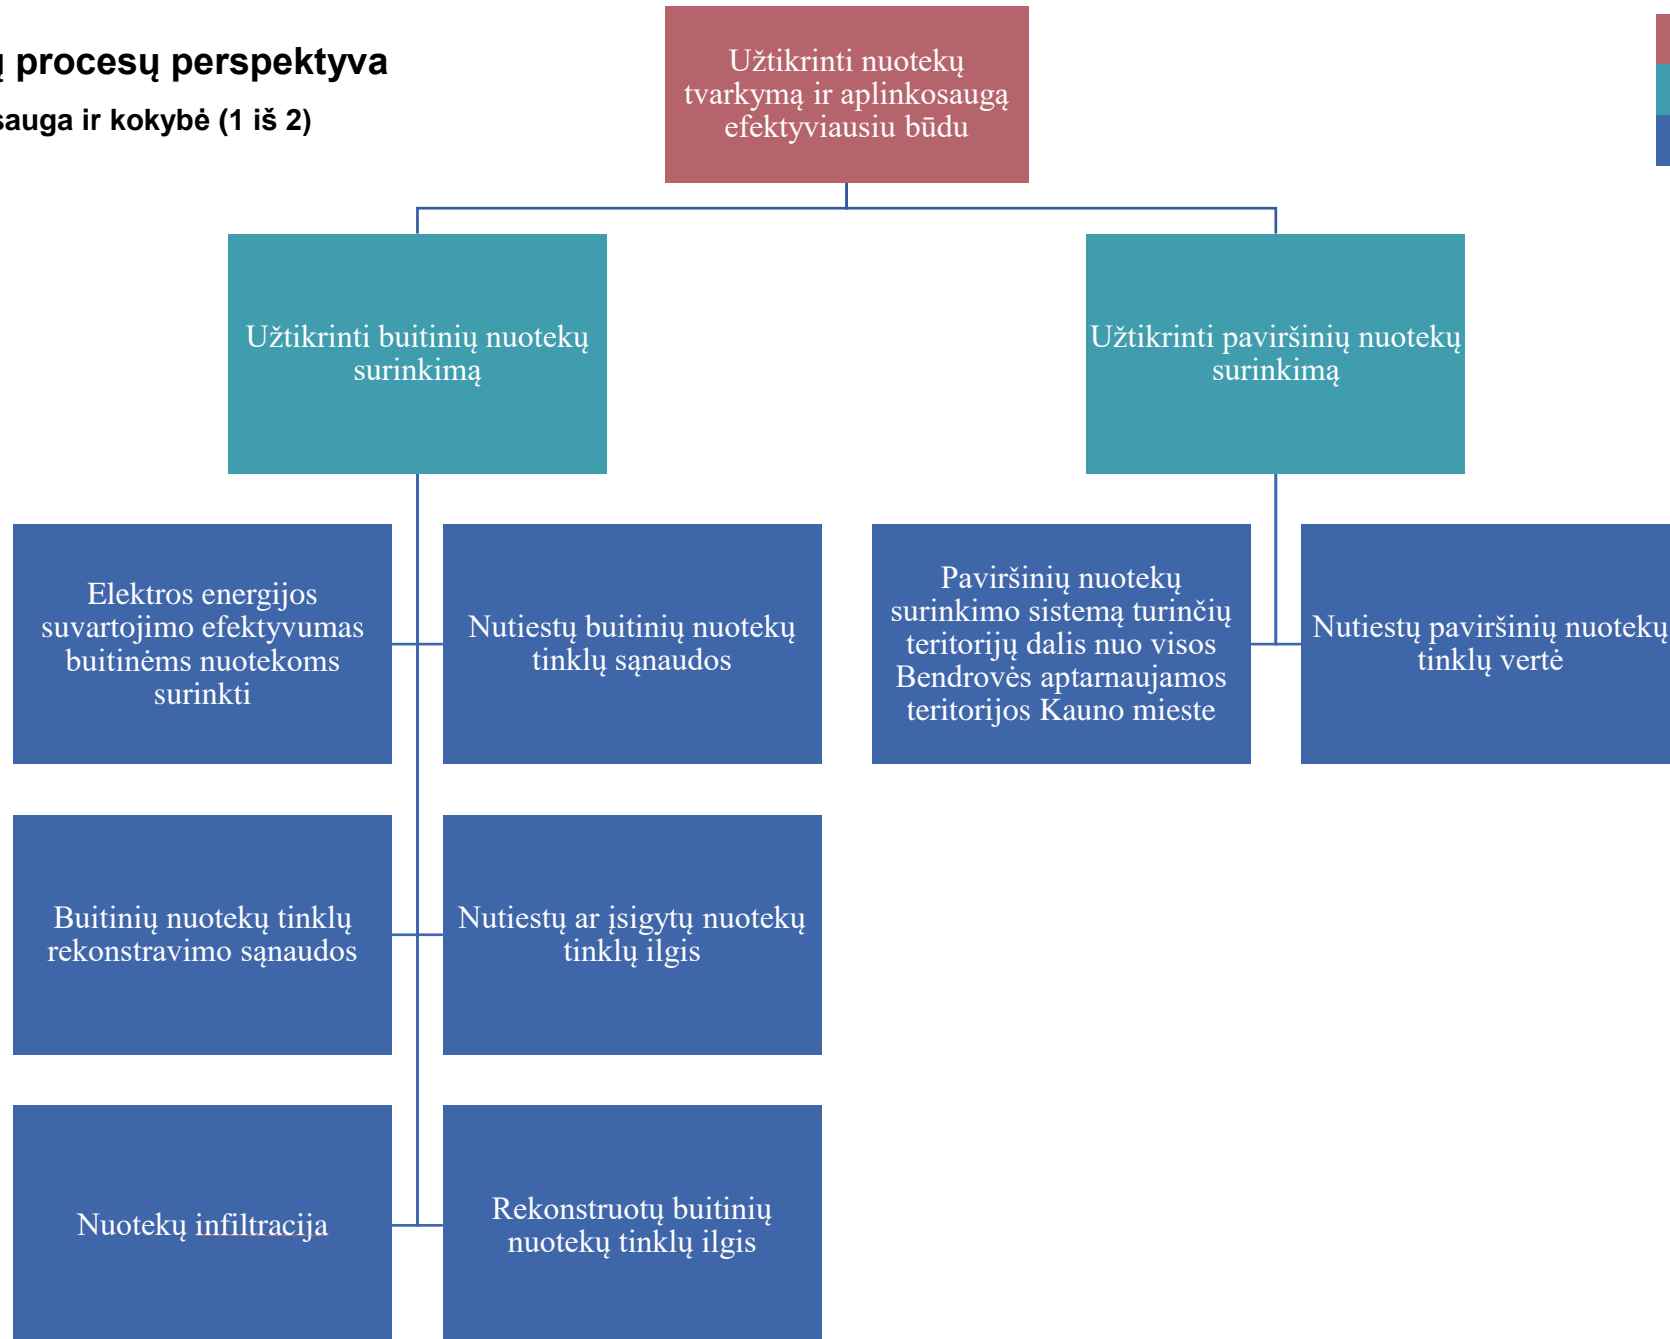 procesų perspektyva
ir kokybė (1 iš 2)
Užtikrinti nuotekų
tvarkymą ir aplinkosaugą
efektyviausiu būdu
Užtikrinti buitinių nuotekų
surinkimą
Užtikrinti paviršinių nuotekų
surinkimą
Elektros energijos
suvartojimo efektyvumas
buitinėms nuotekoms
surinkti
Nutiestų buitinių nuotekų
tinklų sąnaudos
Paviršinių nuotekų
surinkimo sistemą turinčių
teritorijų dalis nuo visos
Bendrovės aptarnaujamos
teritorijos Kauno mieste
Nutiestų paviršinių nuotekų
tinklų vertė
Buitinių nuotekų tinklų
rekonstravimo sąnaudos
Nutiestų ar įsigytų nuotekų
tinklų ilgis
Nuotekų infiltracija
Rekonstruotų buitinių
nuotekų tinklų ilgis